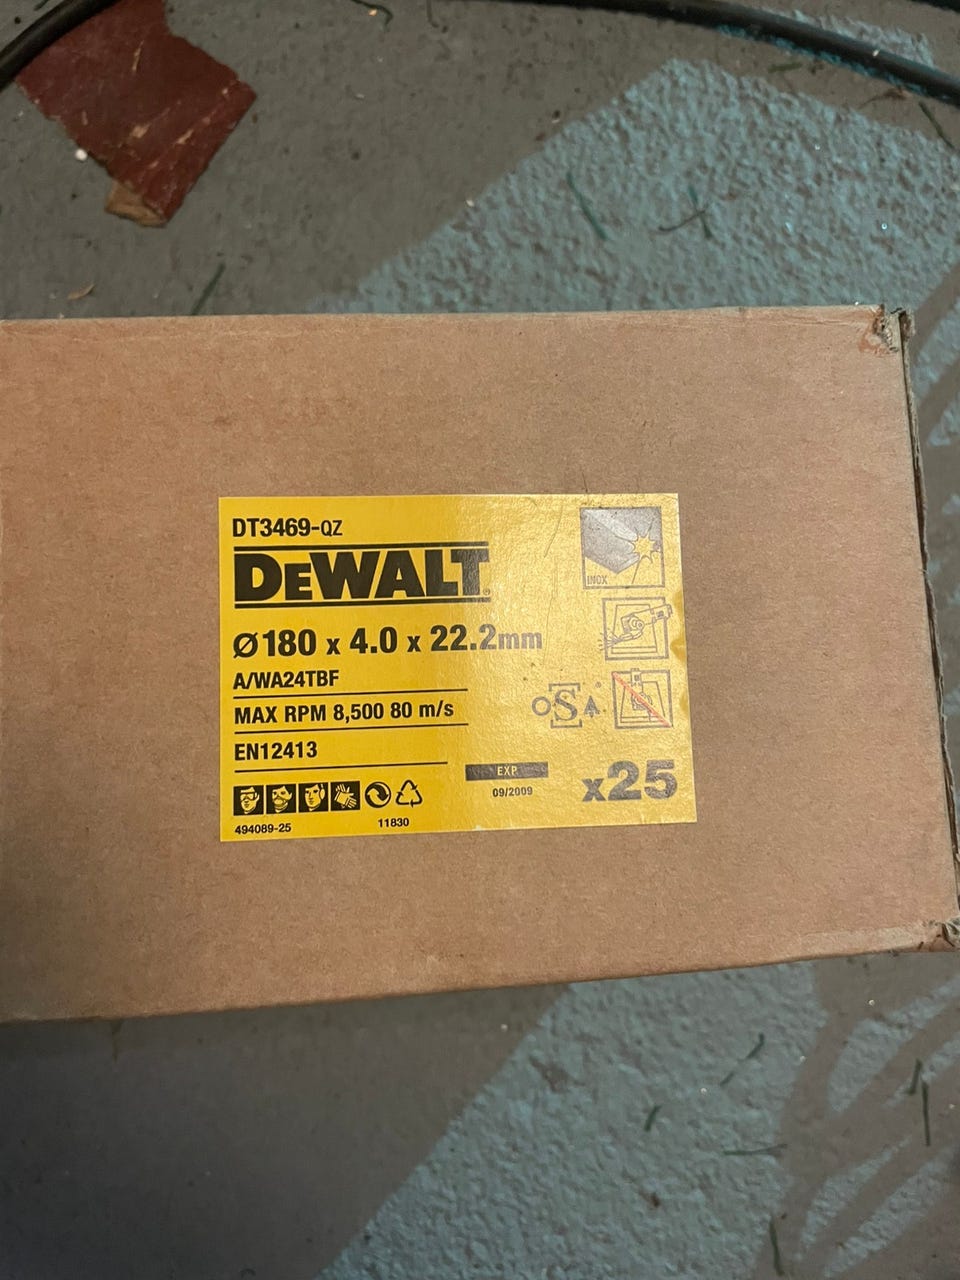 DT3469-QZ
DEWALT
Ø180 x 4.0 x 22.2mm
A/WA24TBF
MAX RPM 8,500 80 m/s
EN12413
INOX
oSA
EXP
09/2009
x25
494089-25
11830